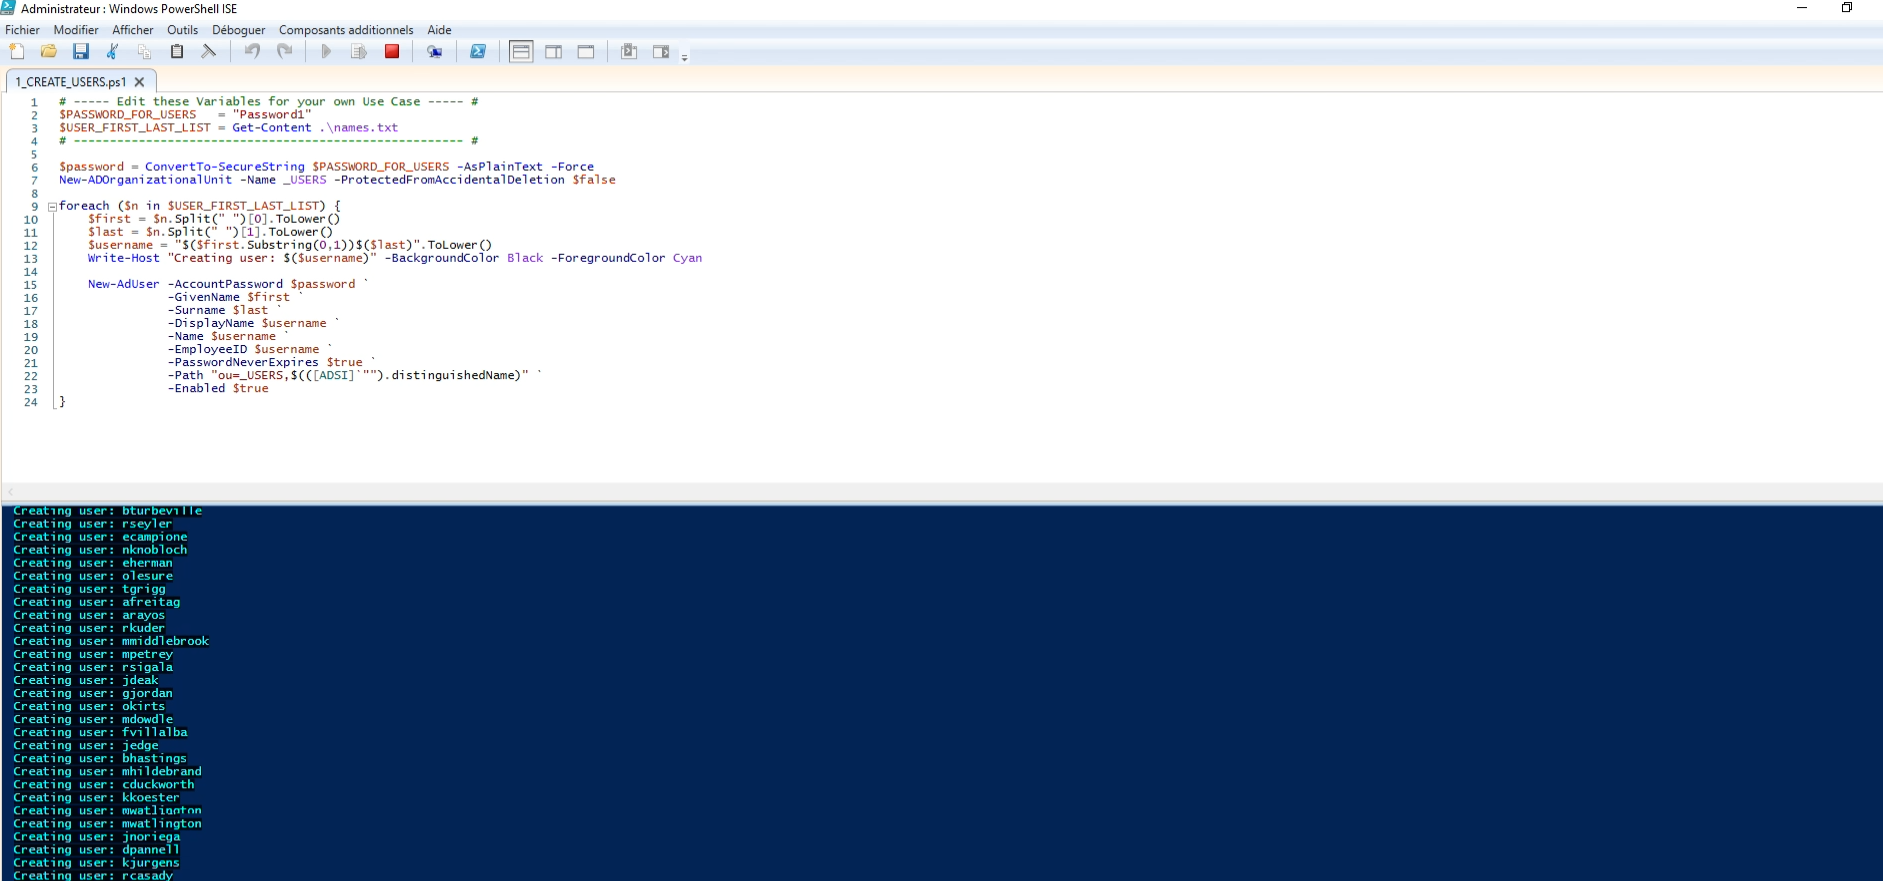 Administrateur : Windows PowerShell ISE
Fichier Modifier Afficher Outils Déboguer Composants additionnels Aide
1_CREATE_USERS.ps1
1 # ----- Edit these Variables for your own Use Case ----- #
2 $PASSWORD_FOR_USERS = "Password1"
3 $USER_FIRST_LAST_LIST = Get-Content .\names.txt
4 # ------------------------------------------------------ #
5
6 $password = ConvertTo-SecureString $PASSWORD_FOR_USERS -AsPlainText -Force
7 New-ADOrganizationalUnit -Name _USERS -ProtectedFromAccidentalDeletion $false
8
9 foreach ($n in $USER_FIRST_LAST_LIST) {
10 $first = $n.Split(" ")[0].ToLower()
11 $last = $n.Split(" ")[1].ToLower()
12 $username = "$($first.Substring(0,1))$($last)".ToLower()
13 Write-Host "Creating user: $($username)" -BackgroundColor Black -ForegroundColor Cyan
14
15 New-AdUser -AccountPassword $password `
16 -GivenName $first `
17 -Surname $last `
18 -DisplayName $username `
19 -Name $username `
20 -EmployeeID $username `
21 -PasswordNeverExpires $true `
22 -Path "ou=_USERS,$(([ADSI]`"").distinguishedName)" `
23 -Enabled $true
24 }
Creating user: bturbeville
Creating user: rseyler
Creating user: ecampione
Creating user: nknobloch
Creating user: eherman
Creating user: olesure
Creating user: tgrigg
Creating user: afreitag
Creating user: arayos
Creating user: rkuder
Creating user: mmiddlebrook
Creating user: mpetrey
Creating user: rsigala
Creating user: jdeak
Creating user: gjordan
Creating user: okirts
Creating user: mdowdle
Creating user: fvillalba
Creating user: jedge
Creating user: bhastings
Creating user: mhildebrand
Creating user: cduckworth
Creating user: kkoester
Creating user: mwatlington
Creating user: mwatlington
Creating user: jnoriega
Creating user: dpannell
Creating user: kjurgens
Creating user: rcasady